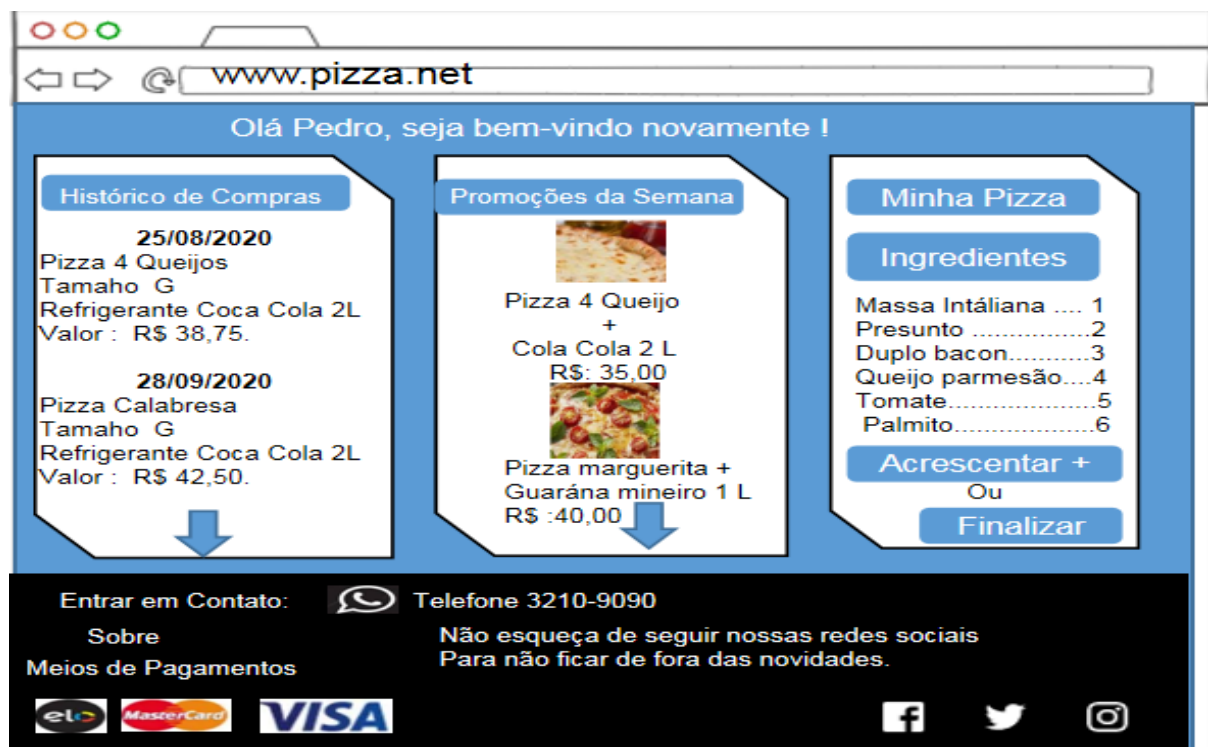 www.pizza.net
Olá Pedro, seja bem-vindo novamente !
Histórico de Compras
25/08/2020
Pizza 4 Queijos
Tamaho G
Refrigerante Coca Cola 2L
Valor : R$ 38,75.
28/09/2020
Pizza Calabresa
Tamaho G
Refrigerante Coca Cola 2L
Valor : R$ 42,50.
Promoções da Semana
Pizza 4 Queijo
+
Cola Cola 2 L
R$: 35,00
Pizza marguerita +
Guarána mineiro 1 L
R$ :40,00
Minha Pizza
Ingredientes
Massa Intáliana .... 1
Presunto ..............2
Duplo bacon...........3
Queijo parmesão....4
Tomate....................5
Palmito...................6
Acrescentar +
Ou
Finalizar
Entrar em Contato:
Telefone 3210-9090
Sobre
Meios de Pagamentos
Não esqueça de seguir nossas redes sociais
Para não ficar de fora das novidades.
elo
MasterCard
VISA